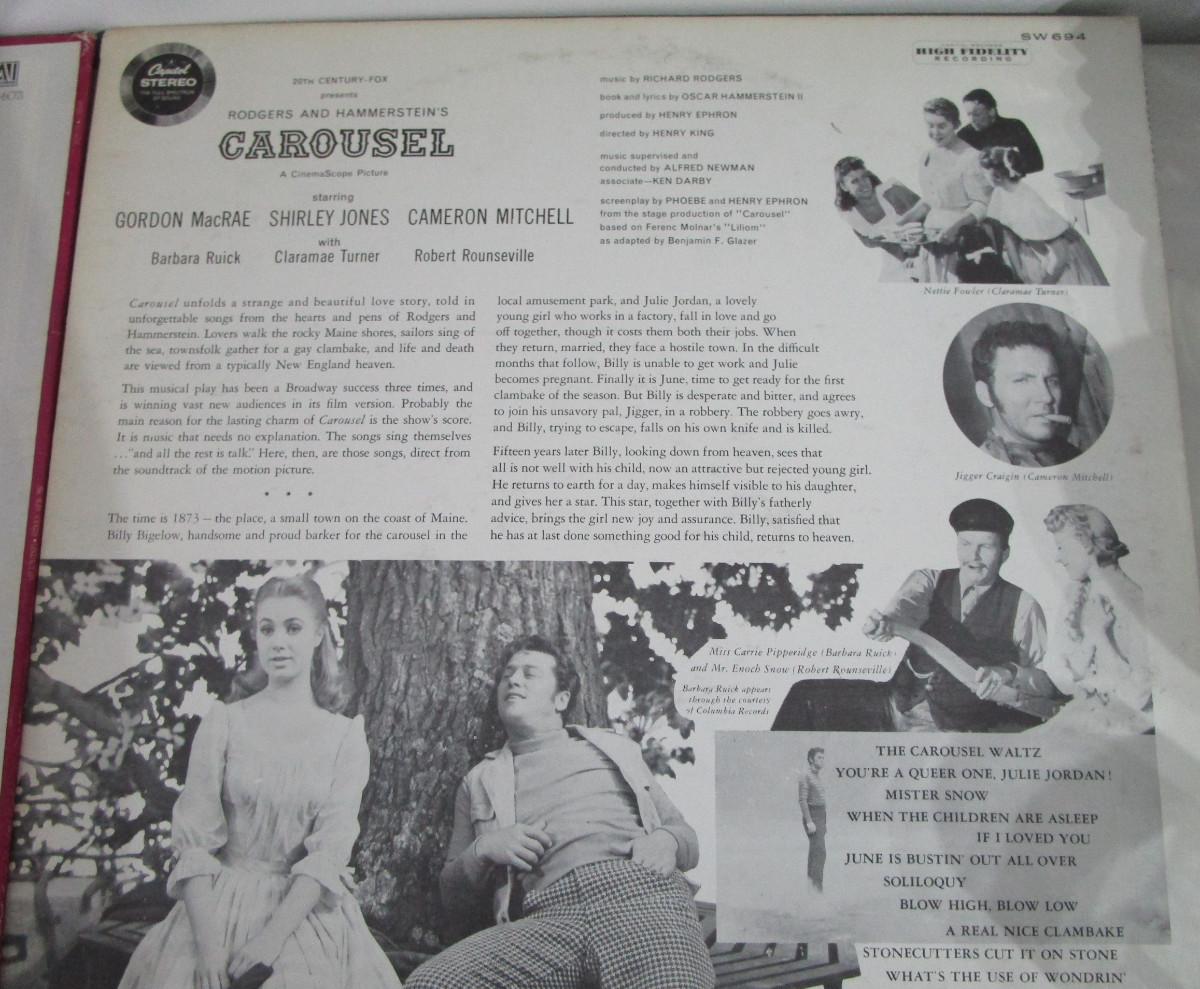 SW 694
HIGH FIDELITY
RECORDING
Capitol
STEREO
THE FULL SPECTRUM
OF SOUND
20TH CENTURY-FOX
presents
RODGERS AND HAMMERSTEIN'S
CAROUSEL
A CinemaScope Picture
starring
GORDON MacRAE SHIRLEY JONES CAMERON MITCHELL
with
Barbara Ruick Claramae Turner Robert Rounseville
music by RICHARD RODGERS
book and lyrics by OSCAR HAMMERSTEIN II
produced by HENRY EPHRON
directed by HENRY KING
music supervised and
conducted by ALFRED NEWMAN
associate—KEN DARBY
screenplay by PHOEBE and HENRY EPHRON
from the stage production of "Carousel"
based on Ferenc Molnar's "Liliom"
as adapted by Benjamin F. Glazer
Carousel unfolds a strange and beautiful love story, told in
unforgettable songs from the hearts and pens of Rodgers and
Hammerstein. Lovers walk the rocky Maine shores, sailors sing of
the sea, townsfolk gather for a gay clambake, and life and death
are viewed from a typically New England heaven.
This musical play has been a Broadway success three times, and
is winning vast new audiences in its film version. Probably the
main reason for the lasting charm of Carousel is the show's score.
It is music that needs no explanation. The songs sing themselves
..."and all the rest is talk." Here, then, are those songs, direct from
the soundtrack of the motion picture.
• • •
The time is 1873 — the place, a small town on the coast of Maine.
Billy Bigelow, handsome and proud barker for the carousel in the
local amusement park, and Julie Jordan, a lovely
young girl who works in a factory, fall in love and go
off together, though it costs them both their jobs. When
they return, married, they face a hostile town. In the difficult
months that follow, Billy is unable to get work and Julie
becomes pregnant. Finally it is June, time to get ready for the first
clambake of the season. But Billy is desperate and bitter, and agrees
to join his unsavory pal, Jigger, in a robbery. The robbery goes awry,
and Billy, trying to escape, falls on his own knife and is killed.
Fifteen years later Billy, looking down from heaven, sees that
all is not well with his child, now an attractive but rejected young girl.
He returns to earth for a day, makes himself visible to his daughter,
and gives her a star. This star, together with Billy's fatherly
advice, brings the girl new joy and assurance. Billy, satisfied that
he has at last done something good for his child, returns to heaven.
Nettie Fowler (Claramae Turner)
Jigger Craigin (Cameron Mitchell)
Miss Carrie Pipperidge (Barbara Ruick)
and Mr. Enoch Snow (Robert Rounseville)
Barbara Ruick appears
through the courtesy
of Columbia Records
THE CAROUSEL WALTZ
YOU'RE A QUEER ONE, JULIE JORDAN!
MISTER SNOW
WHEN THE CHILDREN ARE ASLEEP
IF I LOVED YOU
JUNE IS BUSTIN' OUT ALL OVER
SOLILOQUY
BLOW HIGH, BLOW LOW
A REAL NICE CLAMBAKE
STONECUTTERS CUT IT ON STONE
WHAT'S THE USE OF WONDRIN'